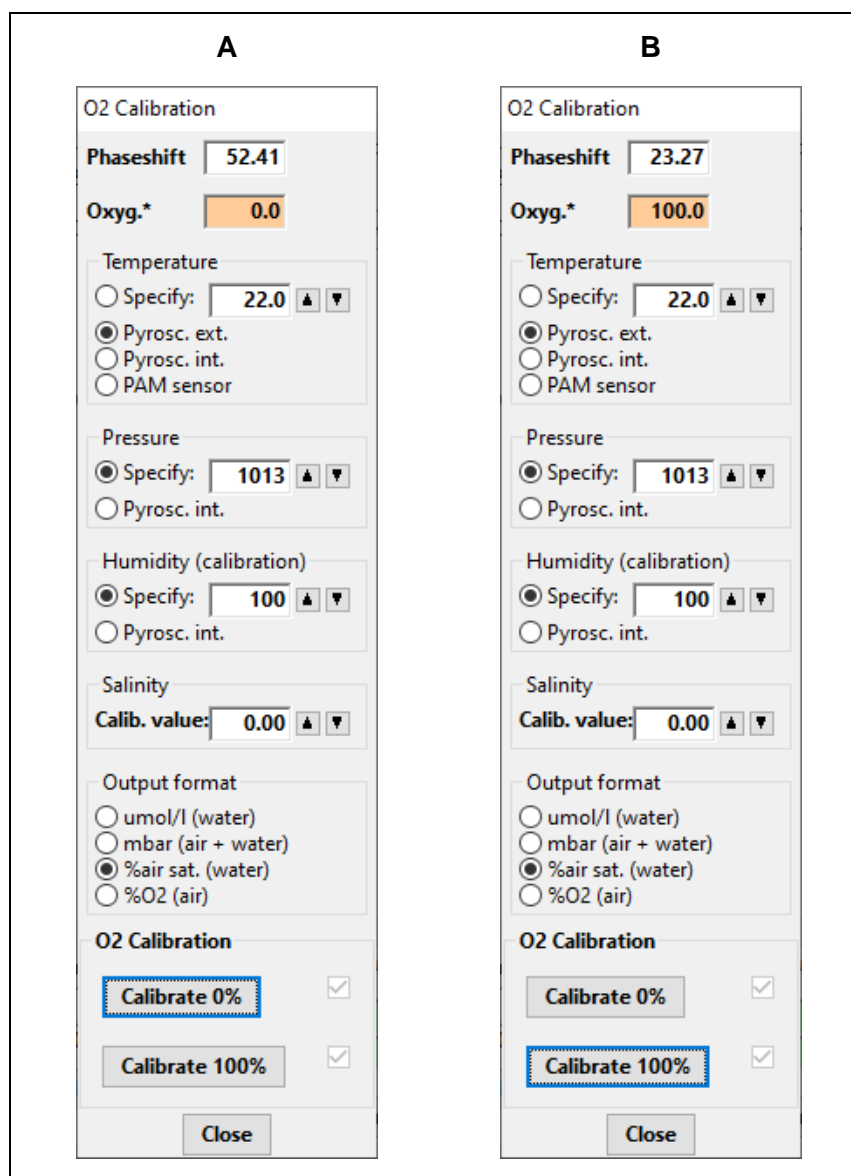 A
O2 Calibration
Phaseshift 52.41
Oxyg.* 0.0
Temperature
Specify: 22.0
Pyrosc. ext.
Pyrosc. int.
PAM sensor
Pressure
Specify: 1013
Pyrosc. int.
Humidity (calibration)
Specify: 100
Pyrosc. int.
Salinity
Calib. value: 0.00
Output format
umol/l (water)
mbar (air + water)
%air sat. (water)
%O2 (air)
O2 Calibration
Calibrate 0%
Calibrate 100%
Close
B
O2 Calibration
Phaseshift 23.27
Oxyg.* 100.0
Temperature
Specify: 22.0
Pyrosc. ext.
Pyrosc. int.
PAM sensor
Pressure
Specify: 1013
Pyrosc. int.
Humidity (calibration)
Specify: 100
Pyrosc. int.
Salinity
Calib. value: 0.00
Output format
umol/l (water)
mbar (air + water)
%air sat. (water)
%O2 (air)
O2 Calibration
Calibrate 0%
Calibrate 100%
Close